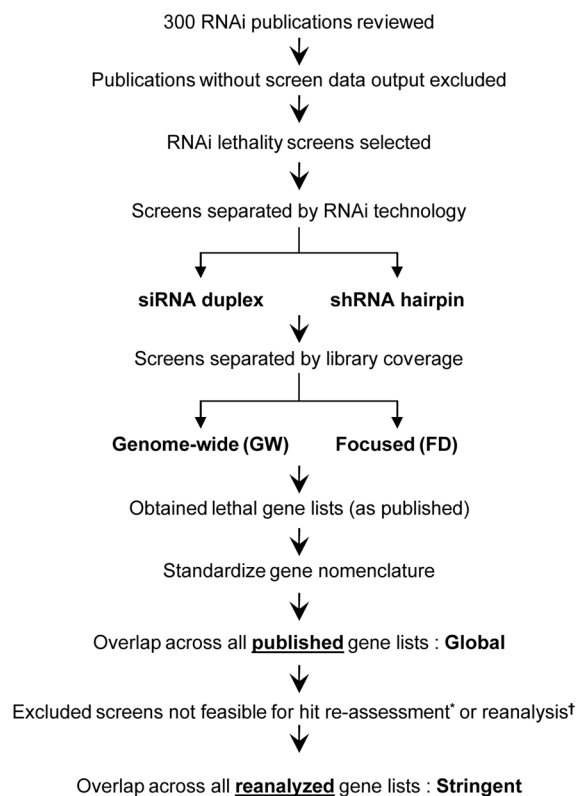 300 RNAi publications reviewed
Publications without screen data output excluded
RNAi lethality screens selected
Screens separated by RNAi technology
siRNA duplex shRNA hairpin
Screens separated by library coverage
Genome-wide (GW) Focused (FD)
Obtained lethal gene lists (as published)
Standardize gene nomenclature
Overlap across all published gene lists : Global
Excluded screens not feasible for hit re-assessment* or reanalysis†
Overlap across all reanalyzed gene lists : Stringent